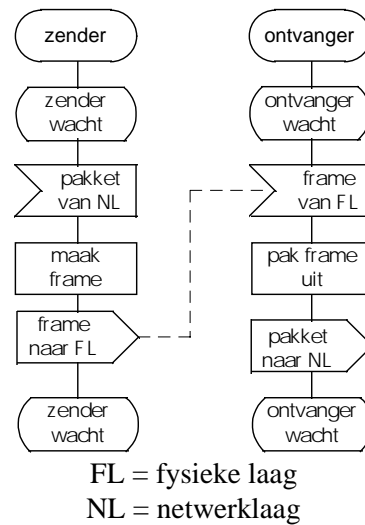 zender
zender
wacht
pakket
van NL
maak
frame
frame
naar FL
zender
wacht
ontvanger
ontvanger
wacht
frame
van FL
pak frame
uit
pakket
naar NL
ontvanger
wacht
FL = fysieke laag
NL = netwerklaag